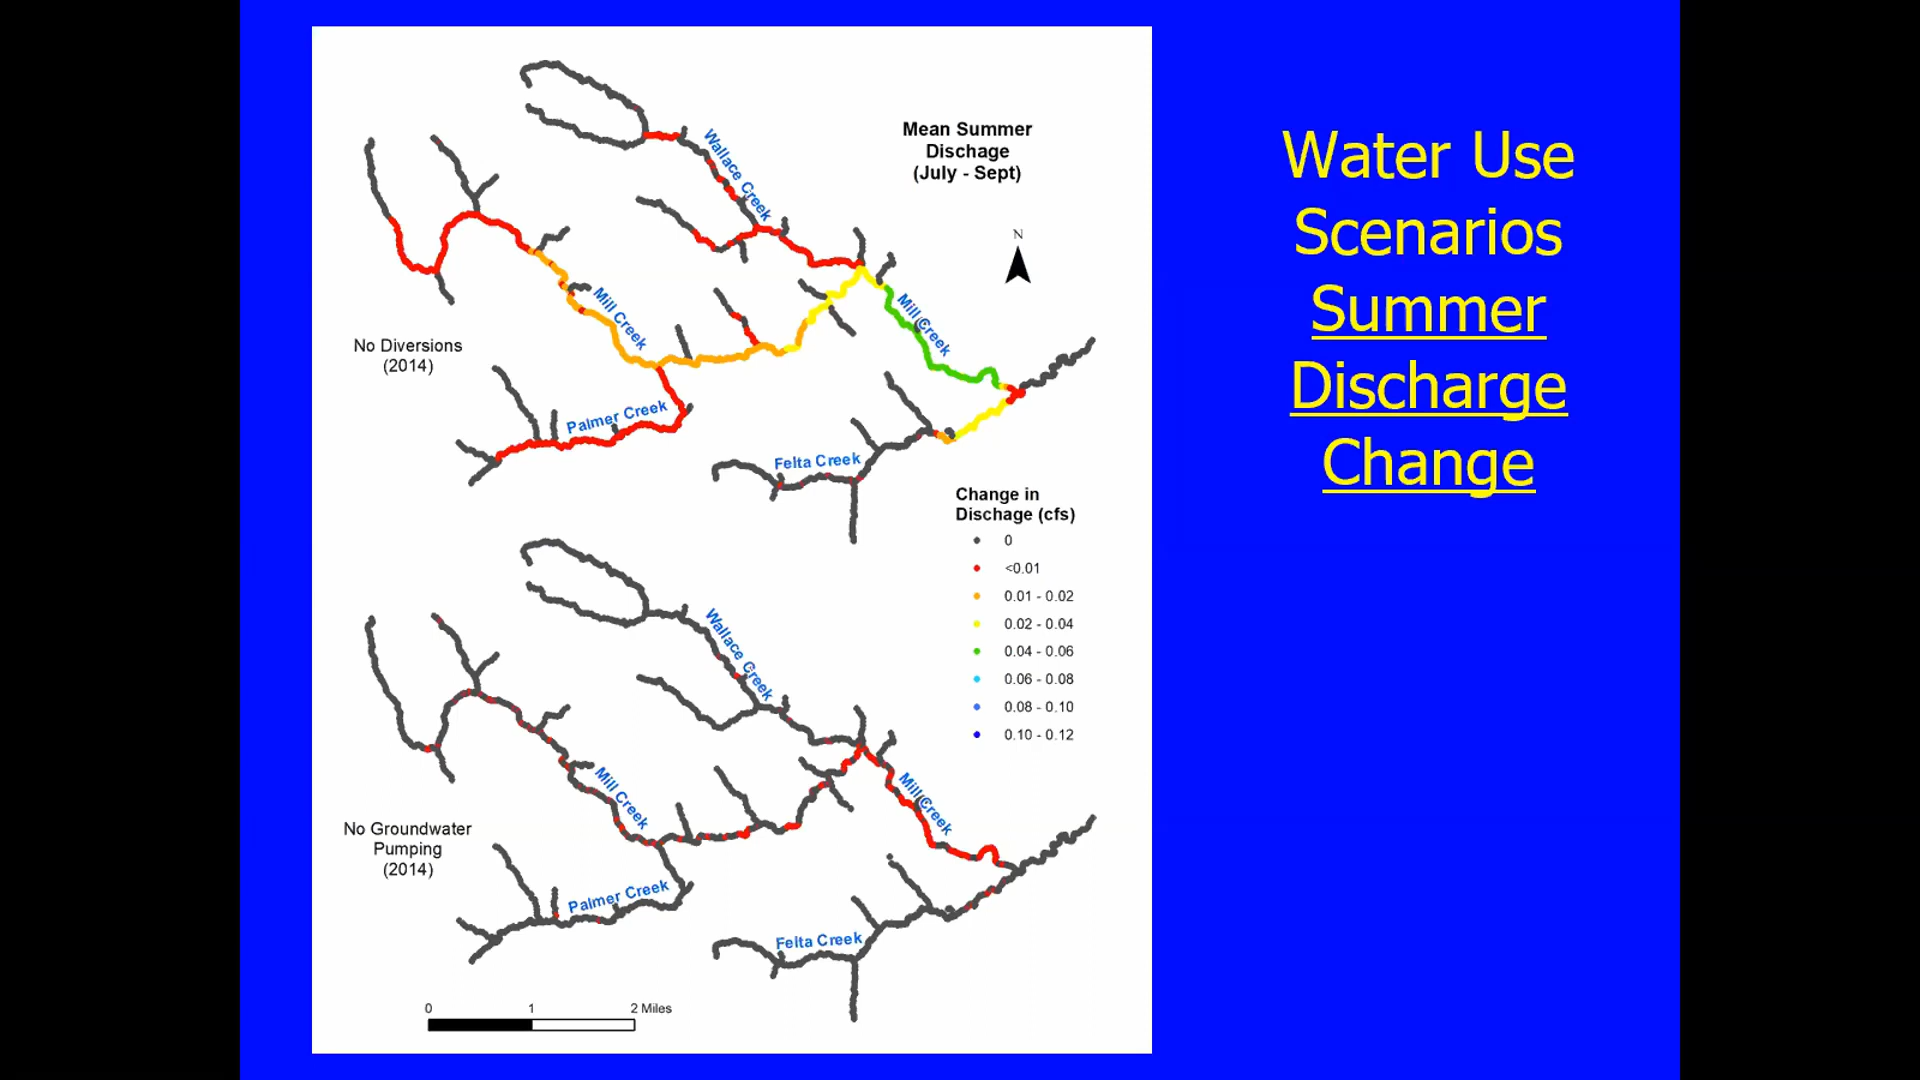 Mean Summer
Dischage
(July - Sept)
Wallace Creek
N
Mill Creek
Mill Creek
No Diversions
(2014)
Palmer Creek
Felta Creek
Change in
Dischage (cfs)
0
<0.01
0.01 - 0.02
0.02 - 0.04
0.04 - 0.06
0.06 - 0.08
0.08 - 0.10
0.10 - 0.12
Wallace Creek
Mill Creek
Mill Creek
No Groundwater
Pumping
(2014)
Palmer Creek
Felta Creek
0 1 2 Miles
Water Use
Scenarios
Summer
Discharge
Change